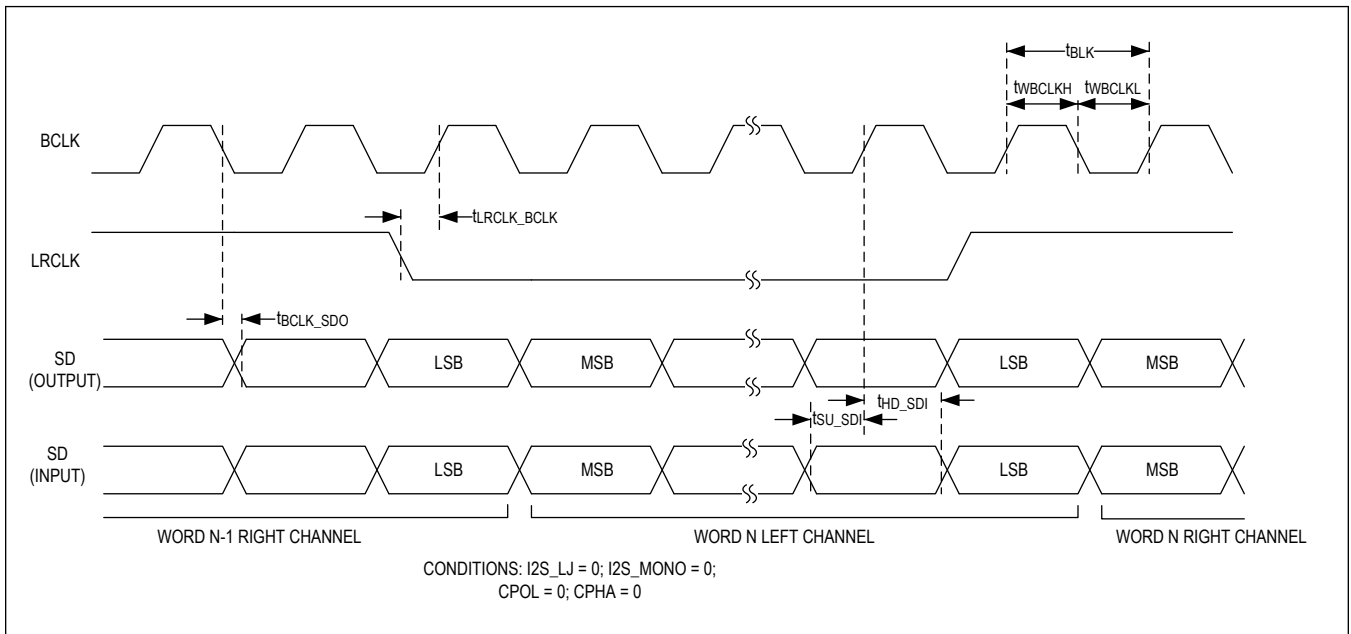 tBLK
tWBCLKH tWBCLKL
BCLK
tLRCLK_BCLK
LRCLK
tBCLK_SDO
SD
(OUTPUT)
LSB MSB LSB MSB
tHD_SDI
tSU_SDI
SD
(INPUT)
LSB MSB LSB MSB
WORD N-1 RIGHT CHANNEL WORD N LEFT CHANNEL WORD N RIGHT CHANNEL
CONDITIONS: I2S_LJ = 0; I2S_MONO = 0;
CPOL = 0; CPHA = 0